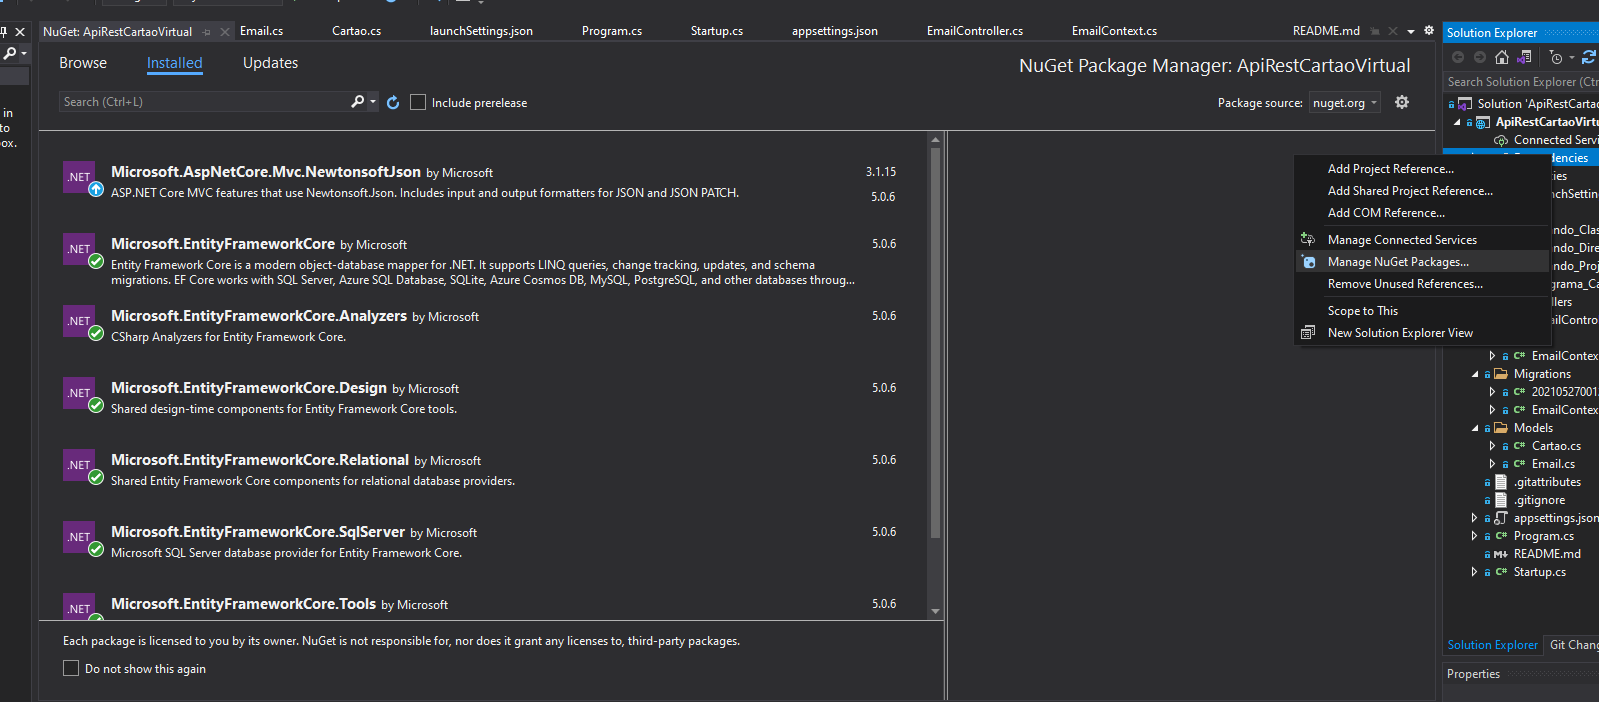 NuGet: ApiRestCartaoVirtual
Email.cs
Cartao.cs
launchSettings.json
Program.cs
Startup.cs
appsettings.json
EmailController.cs
EmailContext.cs
README.md
Browse
Installed
Updates
NuGet Package Manager: ApiRestCartaoVirtual
Search (Ctrl+L)
Include prerelease
Package source: nuget.org
in
to
ox.
.NET
Microsoft.AspNetCore.Mvc.NewtonsoftJson by Microsoft
3.1.15
ASP.NET Core MVC features that use Newtonsoft.Json. Includes input and output formatters for JSON and JSON PATCH.
5.0.6
.NET
Microsoft.EntityFrameworkCore by Microsoft
5.0.6
Entity Framework Core is a modern object-database mapper for .NET. It supports LINQ queries, change tracking, updates, and schema
migrations. EF Core works with SQL Server, Azure SQL Database, SQLite, Azure Cosmos DB, MySQL, PostgreSQL, and other databases throug...
.NET
Microsoft.EntityFrameworkCore.Analyzers by Microsoft
5.0.6
CSharp Analyzers for Entity Framework Core.
.NET
Microsoft.EntityFrameworkCore.Design by Microsoft
5.0.6
Shared design-time components for Entity Framework Core tools.
.NET
Microsoft.EntityFrameworkCore.Relational by Microsoft
5.0.6
Shared Entity Framework Core components for relational database providers.
.NET
Microsoft.EntityFrameworkCore.SqlServer by Microsoft
5.0.6
Microsoft SQL Server database provider for Entity Framework Core.
.NET
Microsoft.EntityFrameworkCore.Tools by Microsoft
5.0.6
Each package is licensed to you by its owner. NuGet is not responsible for, nor does it grant any licenses to, third-party packages.
Do not show this again
Add Project Reference...
Add Shared Project Reference...
Add COM Reference...
Manage Connected Services
Manage NuGet Packages...
Remove Unused References...
Scope to This
New Solution Explorer View
Solution Explorer
Search Solution Explorer (Ctr
Solution 'ApiRestCartao
ApiRestCartaoVirtu
Connected Servi
dencies
ties
nchSetting
ndo_Clas
ndo_Dire
ndo_Proj
grama_Ca
llers
ailContro
C# EmailContex
Migrations
C# 20210527001
C# EmailContex
Models
C# Cartao.cs
C# Email.cs
.gitattributes
.gitignore
appsettings.json
C# Program.cs
README.md
C# Startup.cs
Solution Explorer
Git Chang
Properties